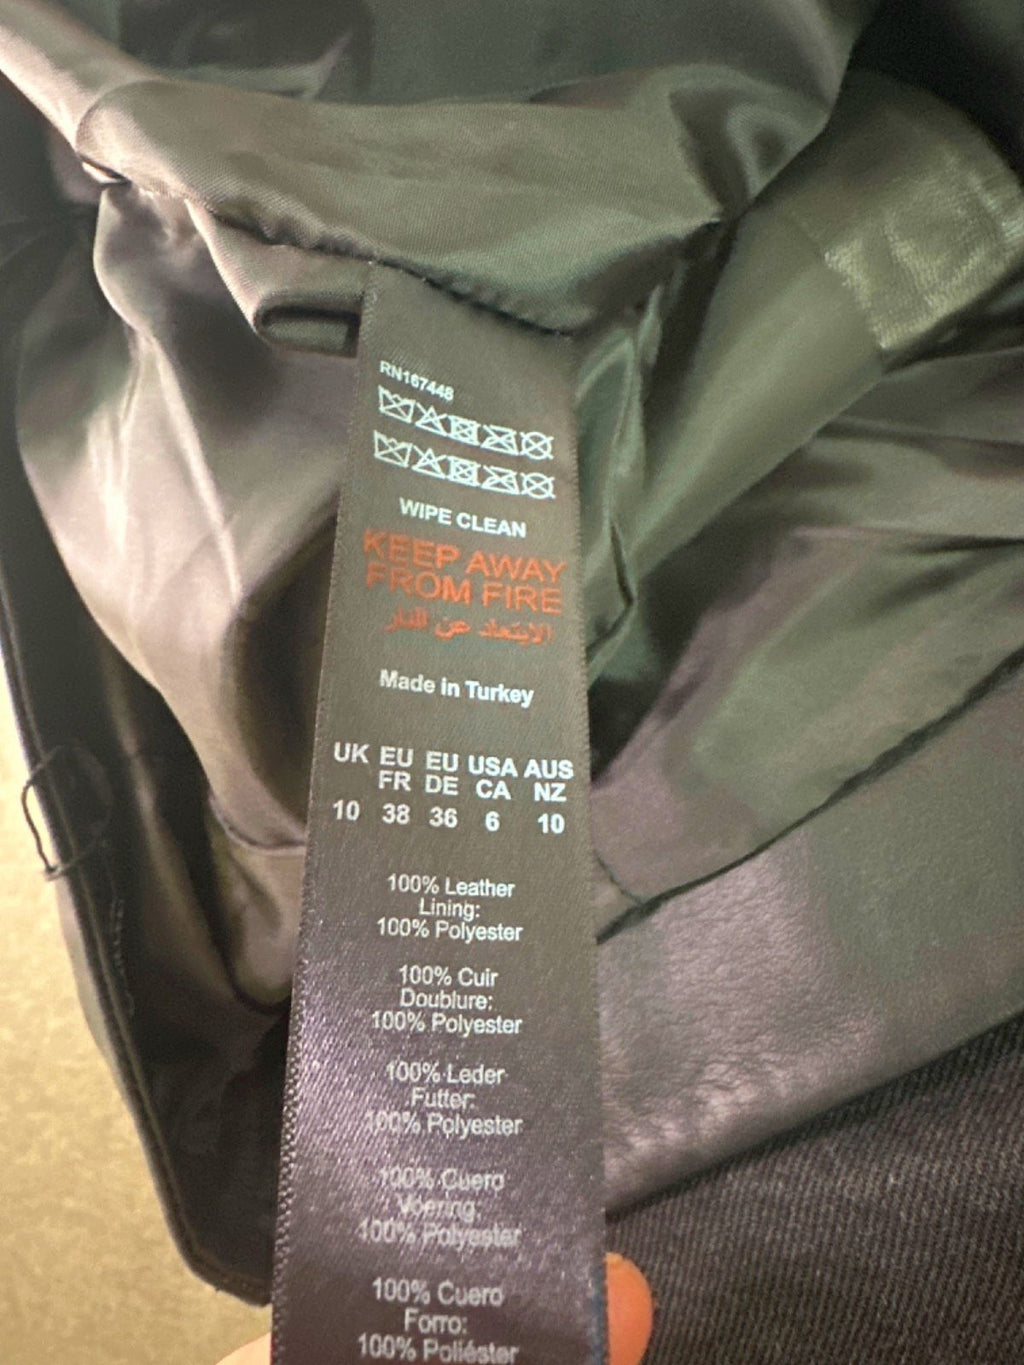 RN167448
WIPE CLEAN
KEEP AWAY
FROM FIRE
الابتعاد عن النار
Made in Turkey
UK EU EU USA AUS
FR DE CA NZ
10 38 36 6 10
100% Leather
Lining:
100% Polyester
100% Cuir
Doublure:
100% Polyester
100% Leder
Futter:
100% Polyester
100% Cuero
Voering:
100% Polyester
100% Cuero
Forro:
100% Poliéster